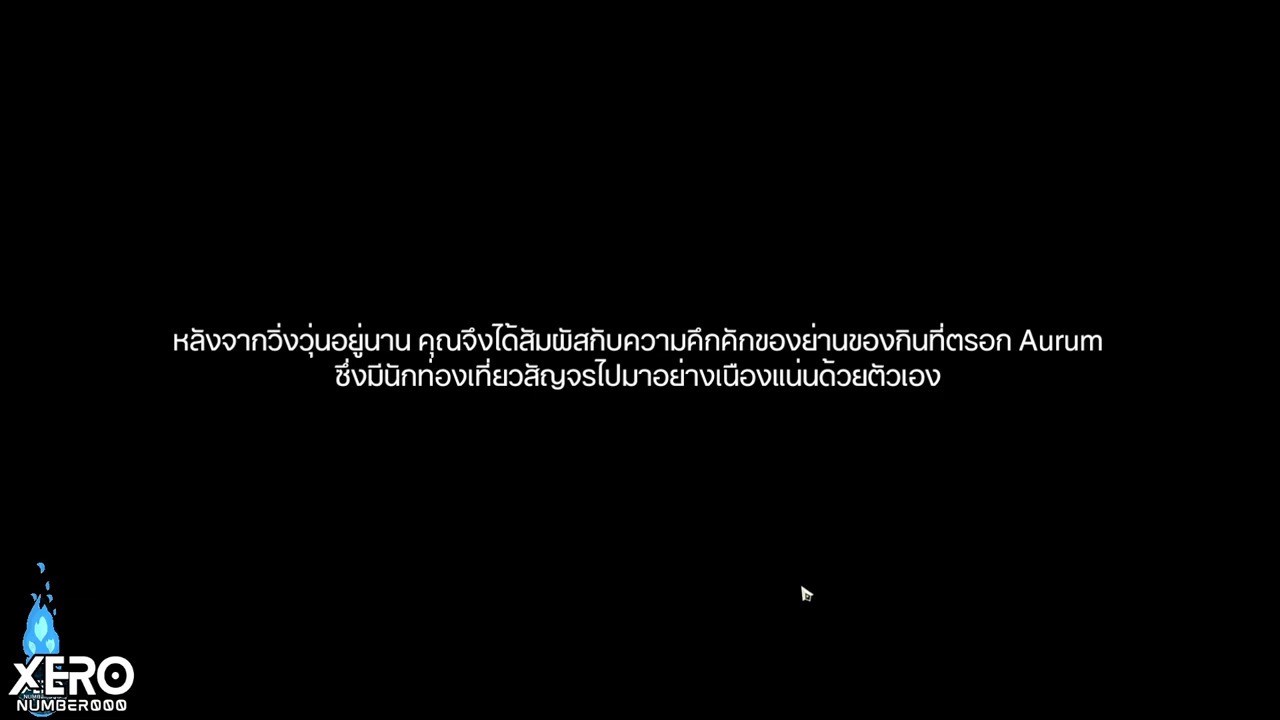 หลังจากวิ่งวุ่นอยู่นาน คุณจึงได้สัมผัสกับความคึกคักของย่านของกินที่ตรอก Aurum
ซึ่งมีนักท่องเที่ยวสัญจรไปมาอย่างเนืองแน่นด้วยตัวเอง
XERO
NUMBER000